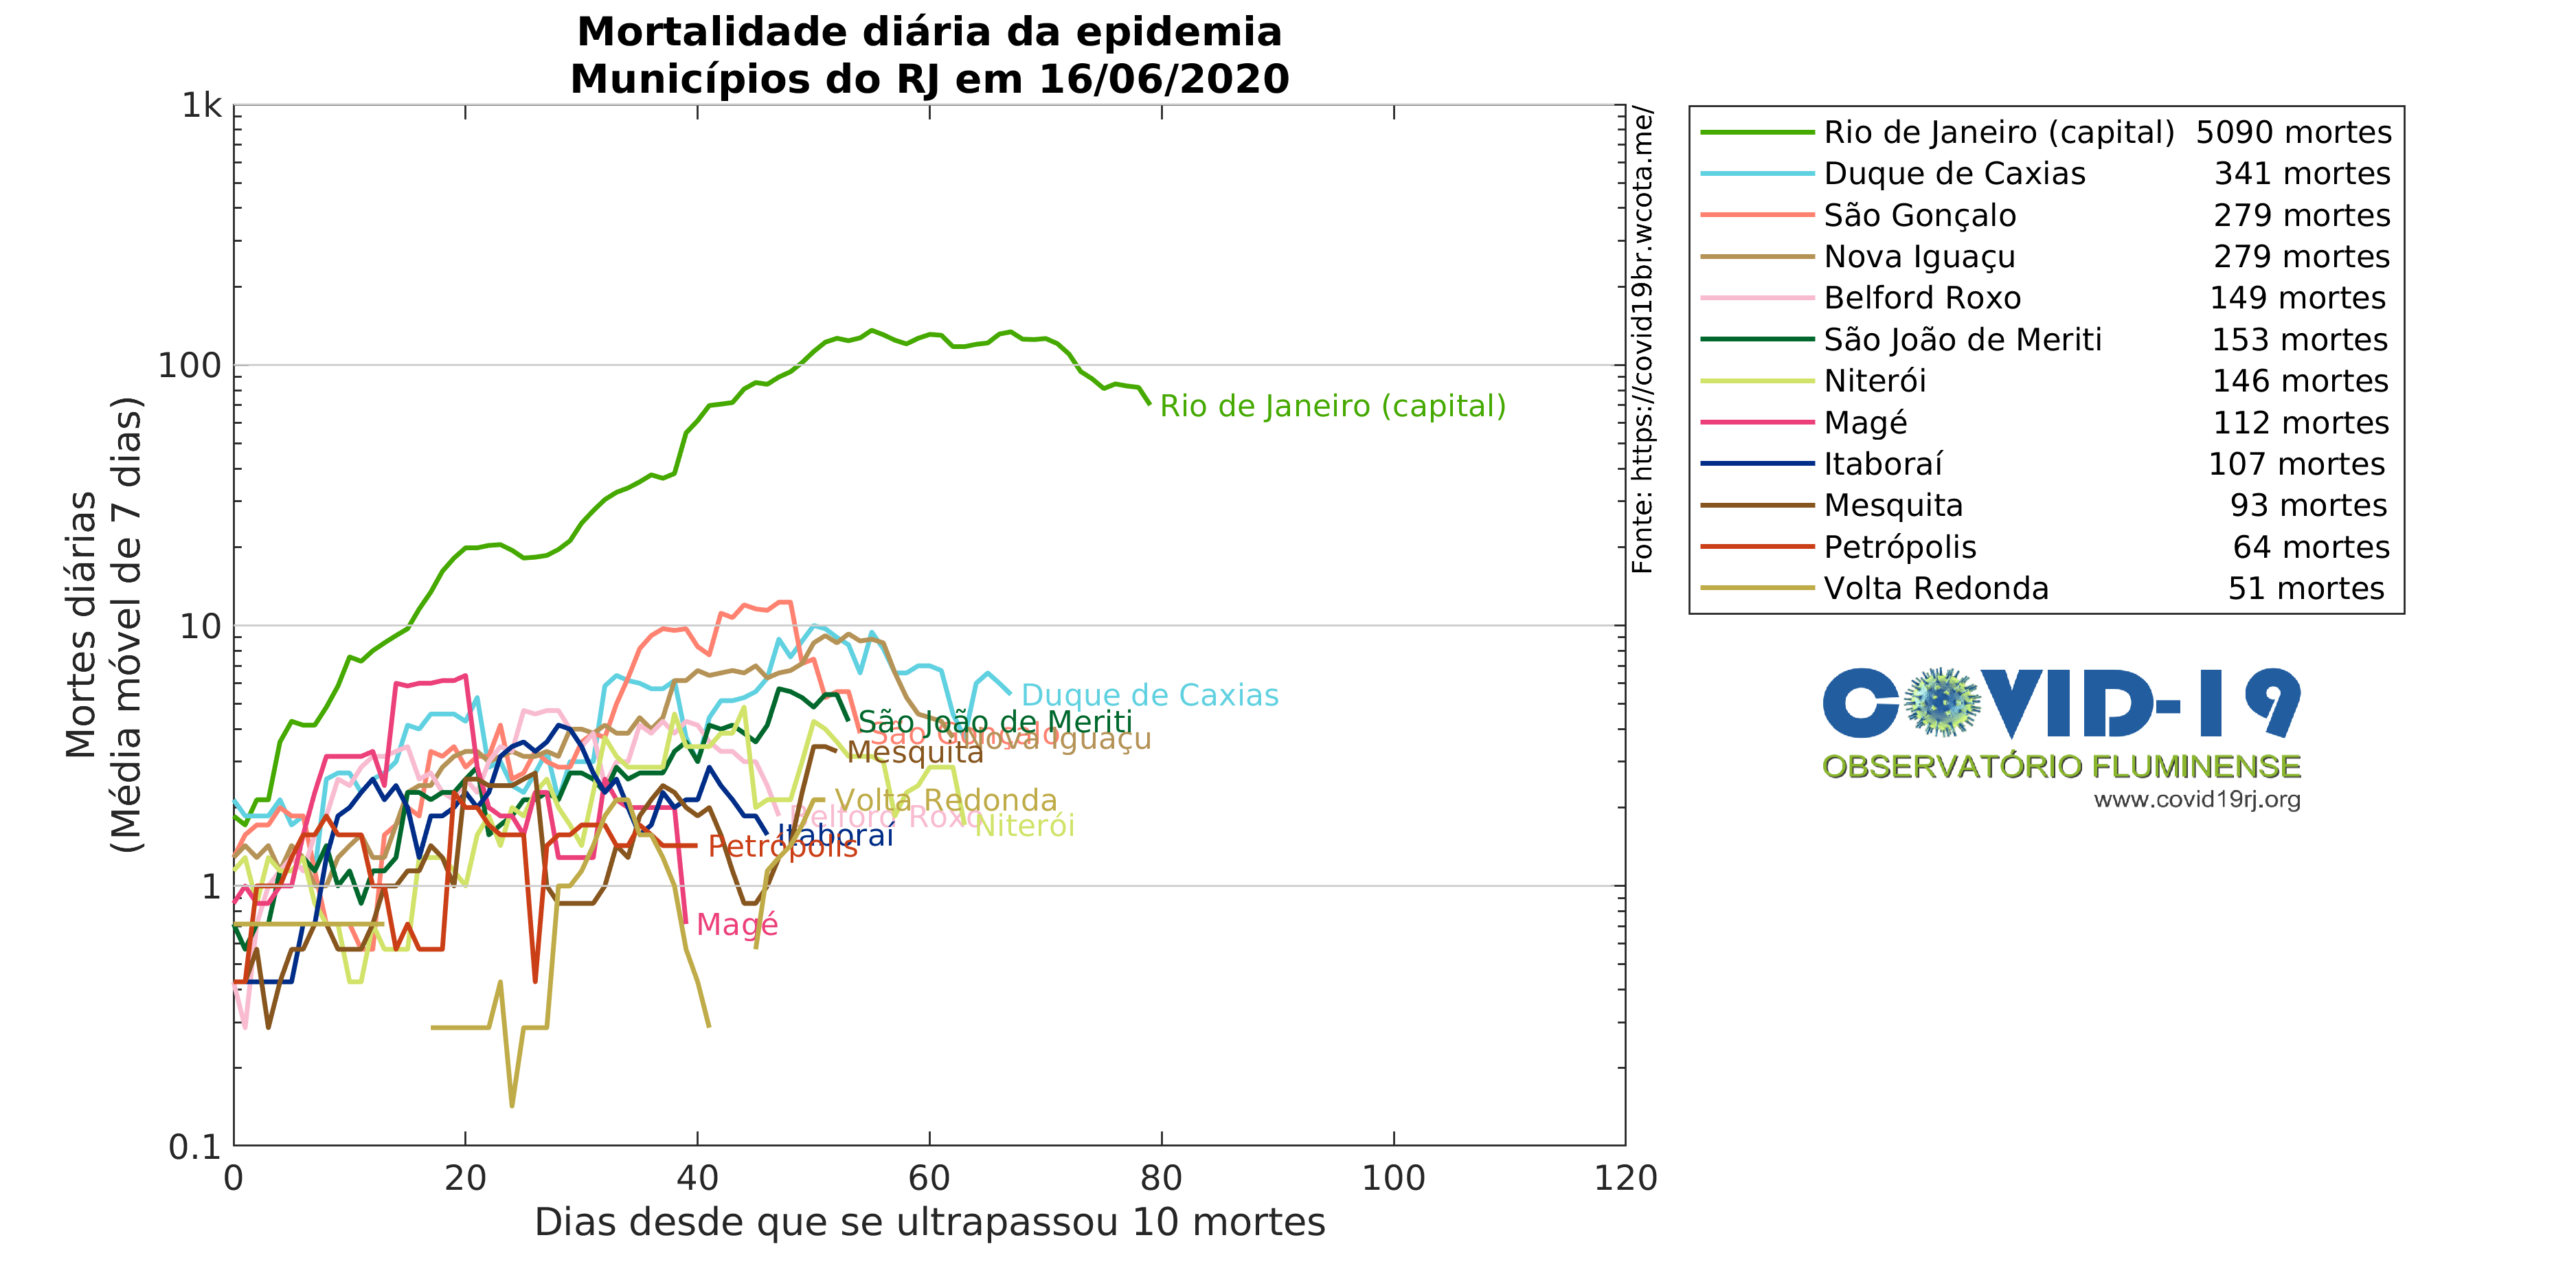 Mortalidade diária da epidemia
Municípios do RJ em 16/06/2020
1k
100
10
1
0.1
Mortes diárias
(Média móvel de 7 dias)
0 20 40 60 80 100 120
Dias desde que se ultrapassou 10 mortes
Rio de Janeiro (capital)
Duque de Caxias
São João de Meriti
São Gonçalo
Nova Iguaçu
Mesquita
Volta Redonda
Belford Roxo
Niterói
Itaboraí
Petrópolis
Magé
Fonte: https://covid19br.wcota.me/
Rio de Janeiro (capital) 5090 mortes
Duque de Caxias 341 mortes
São Gonçalo 279 mortes
Nova Iguaçu 279 mortes
Belford Roxo 149 mortes
São João de Meriti 153 mortes
Niterói 146 mortes
Magé 112 mortes
Itaboraí 107 mortes
Mesquita 93 mortes
Petrópolis 64 mortes
Volta Redonda 51 mortes
COVID-19
OBSERVATÓRIO FLUMINENSE
www.covid19rj.org